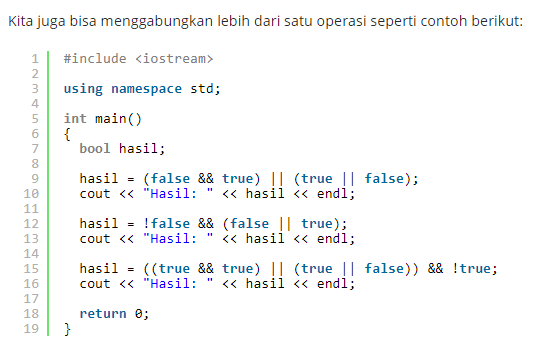 Kita juga bisa menggabungkan lebih dari satu operasi seperti contoh berikut:
1 #include <iostream>
2
3 using namespace std;
4
5 int main()
6 {
7   bool hasil;
8
9   hasil = (false && true) || (true || false);
10   cout << "Hasil: " << hasil << endl;
11
12   hasil = !false && (false || true);
13   cout << "Hasil: " << hasil << endl;
14
15   hasil = ((true && true) || (true || false)) && !true;
16   cout << "Hasil: " << hasil << endl;
17
18   return 0;
19 }